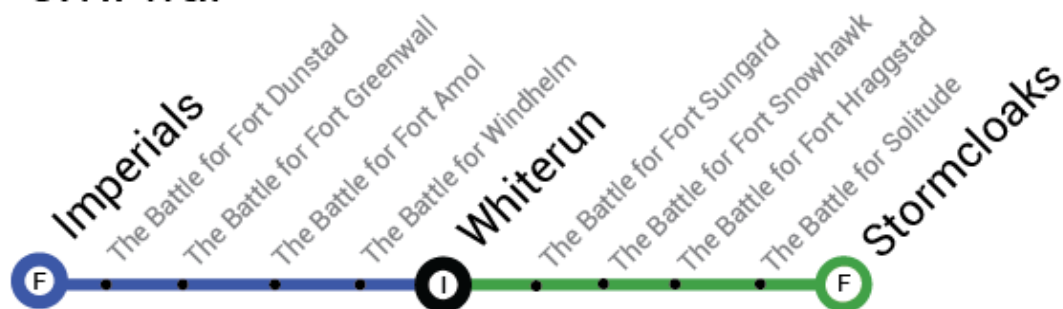 Imperials
The Battle for Fort Dunstad
The Battle for Fort Greenwall
The Battle for Fort Amol
The Battle for Windhelm
Whiterun
The Battle for Fort Sungard
The Battle for Fort Snowhawk
The Battle for Fort Hraggstad
The Battle for Solitude
Stormcloaks
F
I
F